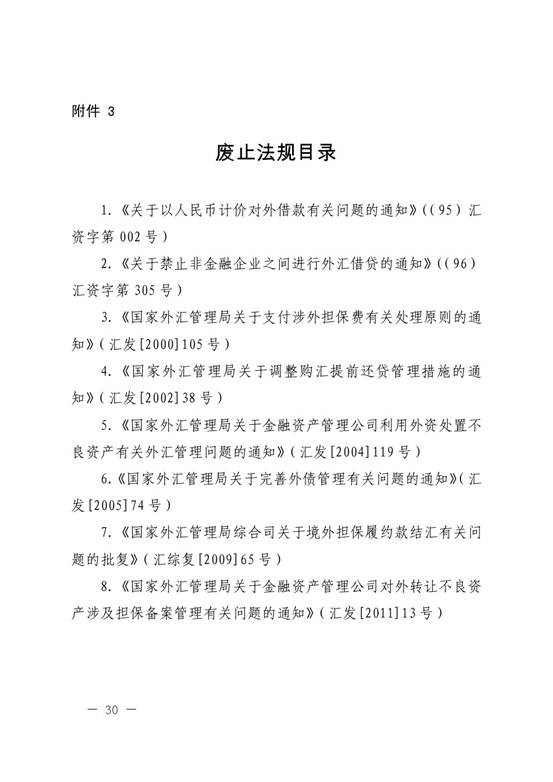 附件 3
废止法规目录
1.《关于以人民币计价对外借款有关问题的通知》((95) 汇
资字第 002 号)
2.《关于禁止非金融企业之间进行外汇借贷的通知》((96)
汇资字第 305 号)
3.《国家外汇管理局关于支付涉外担保费有关处理原则的通
知》(汇发[2000]105 号)
4.《国家外汇管理局关于调整购汇提前还贷管理措施的通
知》(汇发[2002]38 号)
5.《国家外汇管理局关于金融资产管理公司利用外资处置不
良资产有关外汇管理问题的通知》(汇发[2004]119 号)
6.《国家外汇管理局关于完善外债管理有关问题的通知》(汇
发[2005]74 号)
7.《国家外汇管理局综合司关于境外担保履约款结汇有关问
题的批复》(汇综复[2009]65 号)
8.《国家外汇管理局关于金融资产管理公司对外转让不良资
产涉及担保备案管理有关问题的通知》(汇发[2011]13 号)
— 30 —